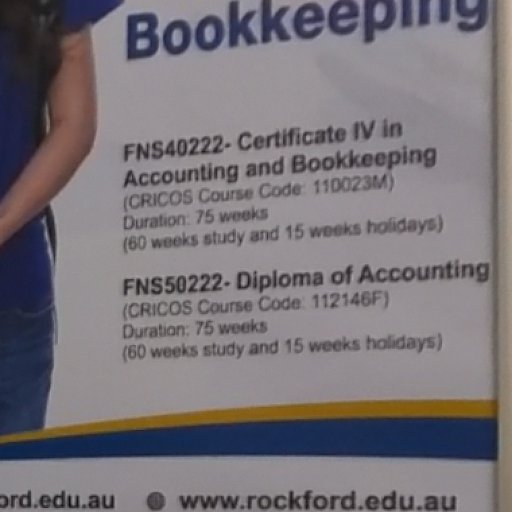 Bookkeeping
FNS40222- Certificate IV in
Accounting and Bookkeeping
(CRICOS Course Code: 110023M)
Duration: 75 weeks
(60 weeks study and 15 weeks holidays)
FNS50222- Diploma of Accounting
(CRICOS Course Code: 112146F)
Duration: 75 weeks
(60 weeks study and 15 weeks holidays)
ord.edu.au www.rockford.edu.au